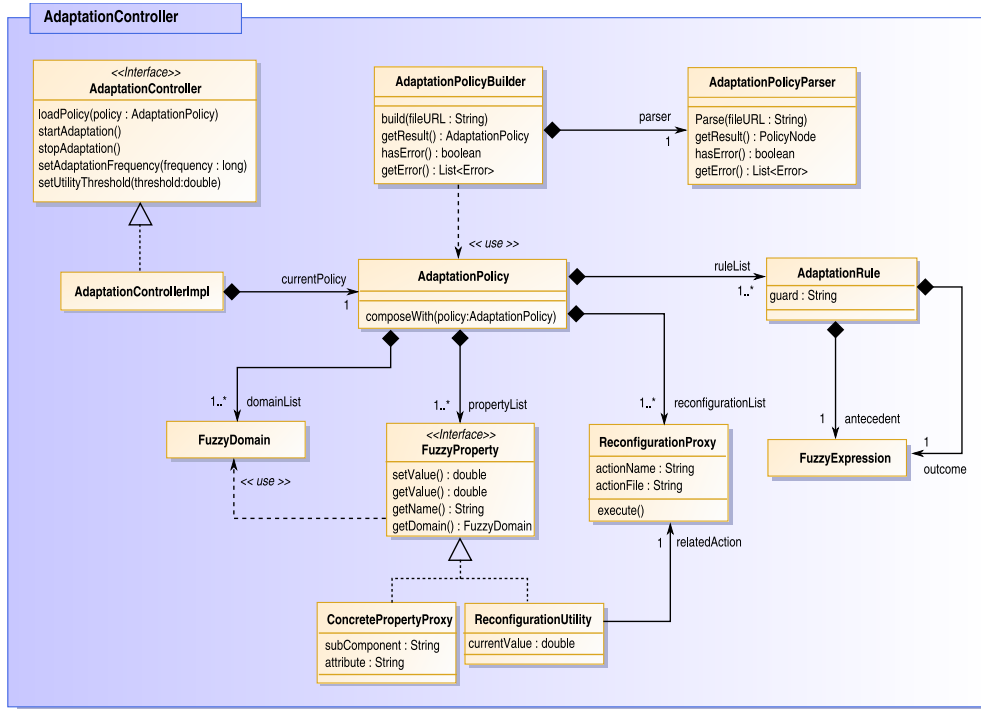 AdaptationController
<<Interface>>
AdaptationController
loadPolicy(policy : AdaptationPolicy)
startAdaptation()
stopAdaptation()
setAdaptationFrequency(frequency : long)
setUtilityThreshold(threshold:double)
AdaptationPolicyBuilder
build(fileURL : String)
getResult() : AdaptationPolicy
hasError() : boolean
getError() : List<Error>
parser
1
AdaptationPolicyParser
Parse(fileURL : String)
getResult() : PolicyNode
hasError() : boolean
getError() : List<Error>
<< use >>
AdaptationControllerImpl
currentPolicy
1
AdaptationPolicy
composeWith(policy:AdaptationPolicy)
ruleList
1..*
AdaptationRule
guard : String
1..*
domainList
1..*
propertyList
1..*
reconfigurationList
1
antecedent
1
outcome
FuzzyDomain
<< use >>
<<Interface>>
FuzzyProperty
setValue() : double
getValue() : double
getName() : String
getDomain() : FuzzyDomain
ReconfigurationProxy
actionName : String
actionFile : String
execute()
FuzzyExpression
1
relatedAction
ConcretePropertyProxy
subComponent : String
attribute : String
ReconfigurationUtility
currentValue : double